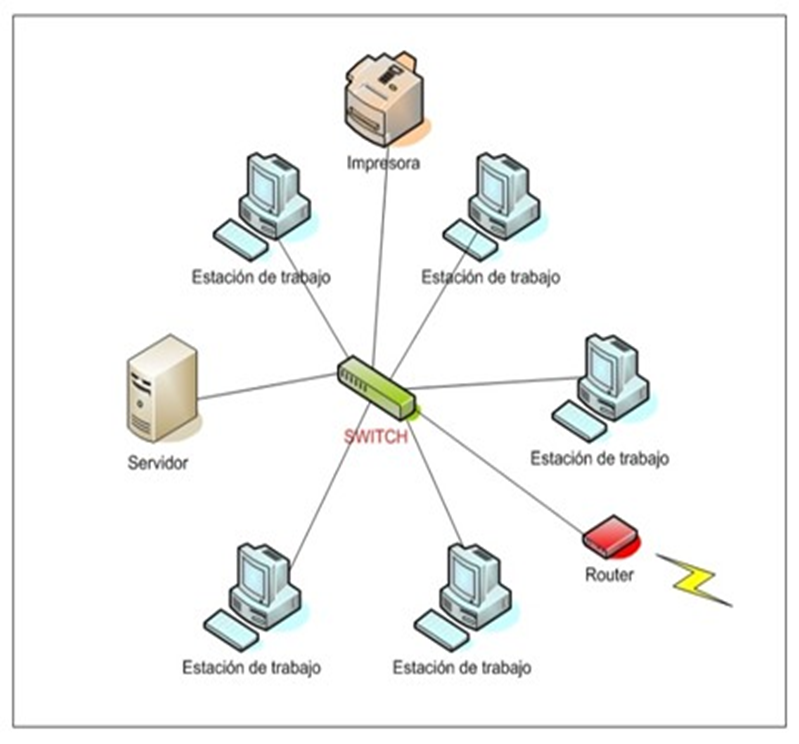 Impresora
Estación de trabajo
Estación de trabajo
SWITCH
Servidor
Estación de trabajo
Router
Estación de trabajo
Estación de trabajo